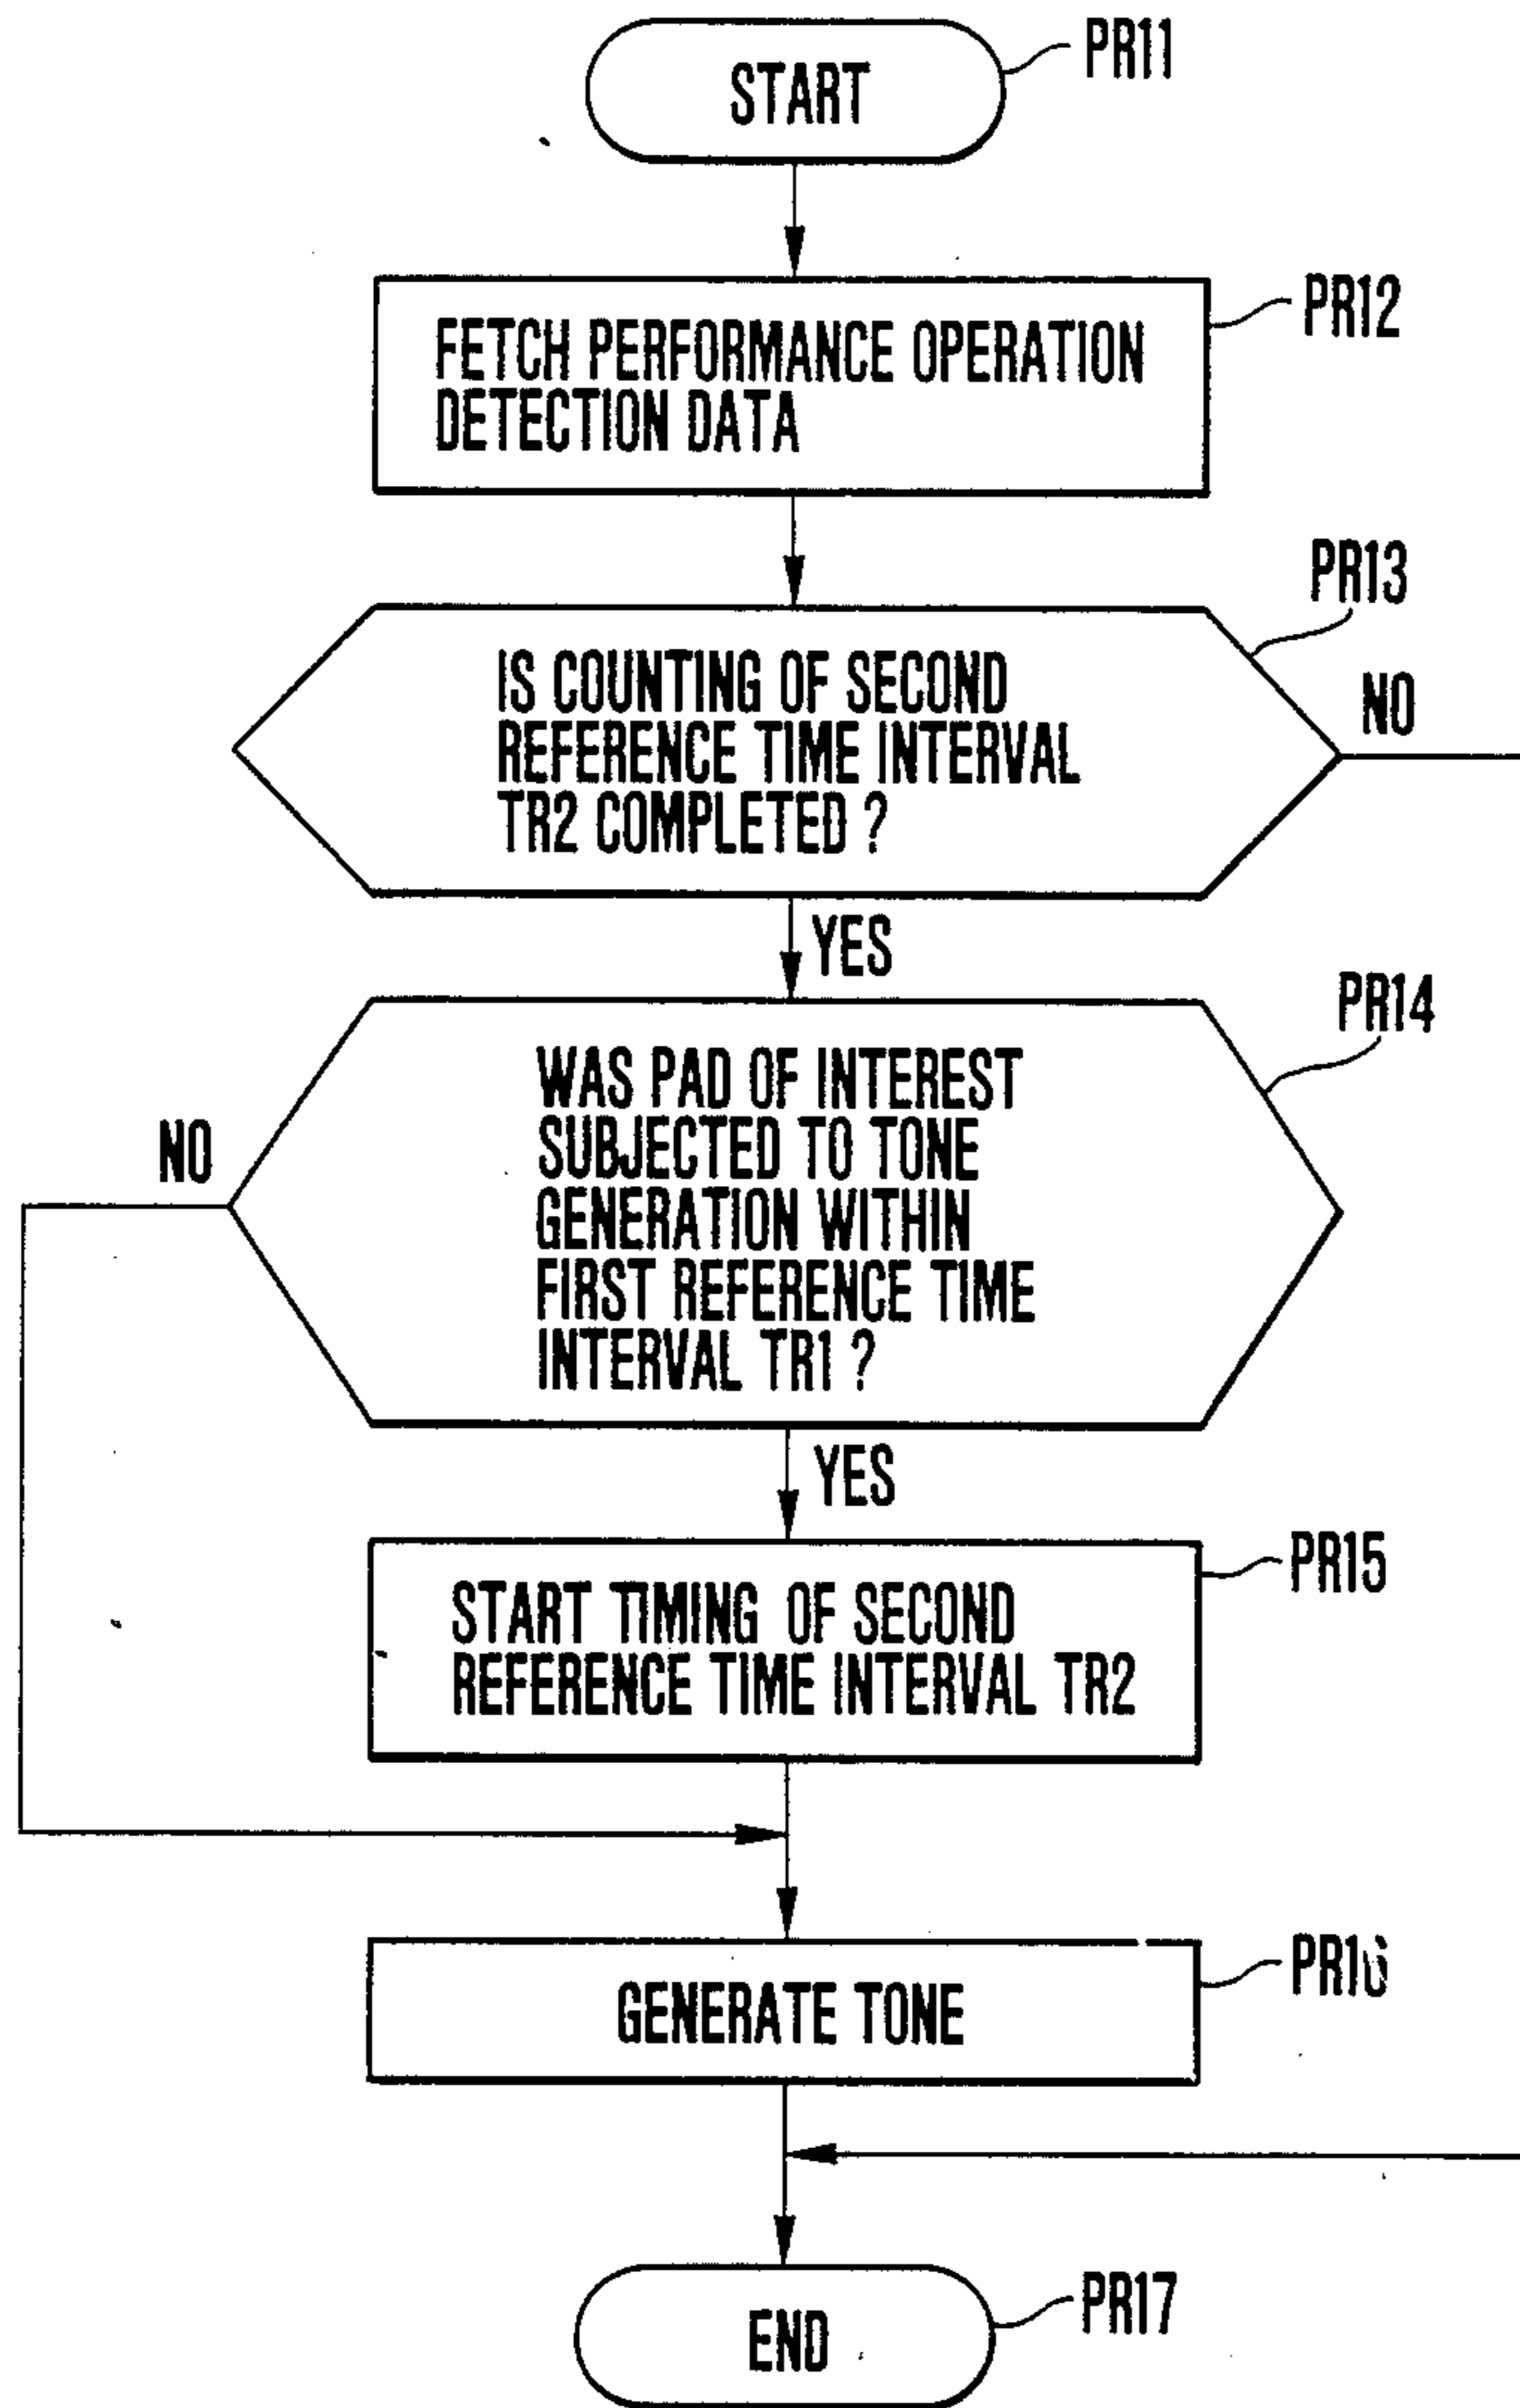 START
PR11
FETCH PERFORMANCE OPERATION
DETECTION DATA
PR12
PR13
IS COUNTING OF SECOND
REFERENCE TIME INTERVAL
TR2 COMPLETED ?
NO
YES
PR14
WAS PAD OF INTEREST
SUBJECTED TO TONE
GENERATION WITHIN
FIRST REFERENCE TIME
INTERVAL TR1 ?
NO
YES
PR15
START TIMING OF SECOND
REFERENCE TIME INTERVAL TR2
PR16
GENERATE TONE
END
PR17